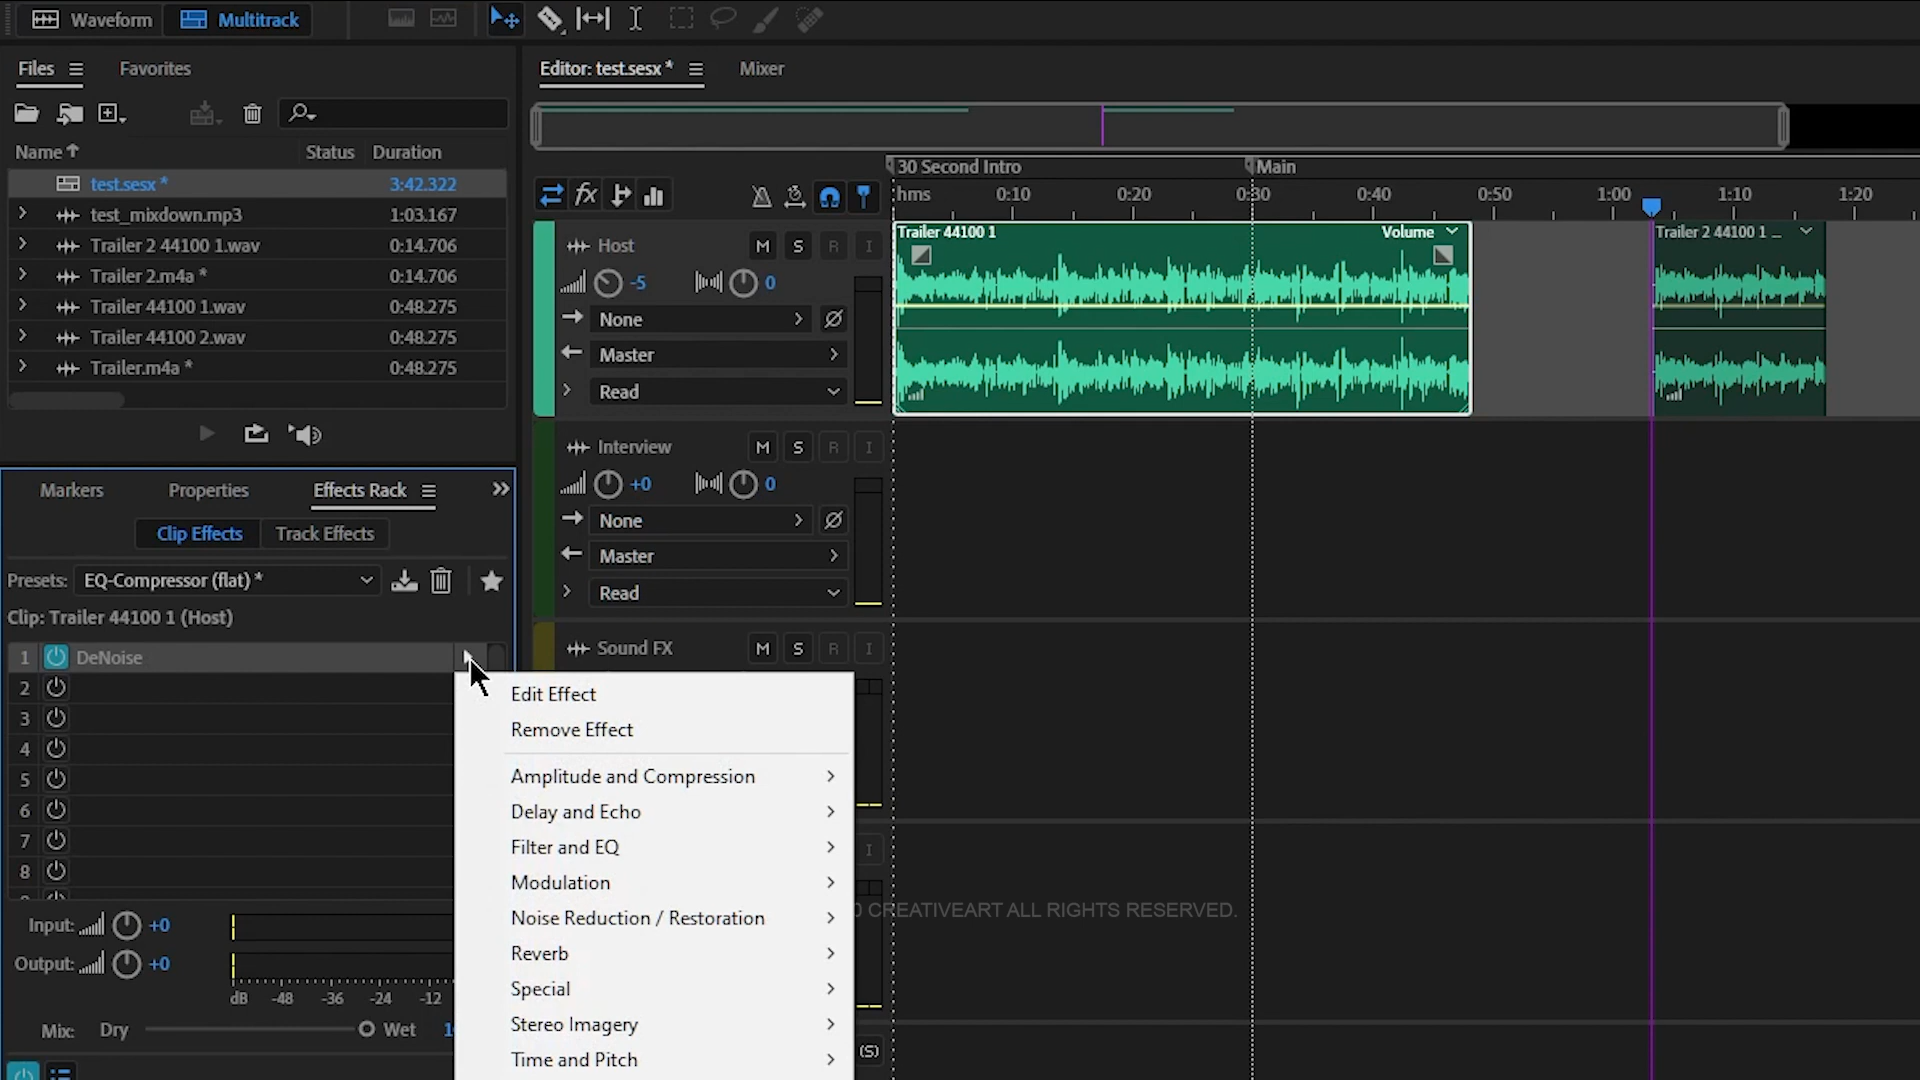 Waveform Multitrack
Files Favorites
Name Status Duration
test.sesx * 3:42.322
test_mixdown.mp3 1:03.167
Trailer 2 44100 1.wav 0:14.706
Trailer 2.m4a * 0:14.706
Trailer 44100 1.wav 0:48.275
Trailer 44100 2.wav 0:48.275
Trailer.m4a * 0:48.275
Markers Properties Effects Rack
Clip Effects Track Effects
Presets: EQ-Compressor (flat) *
Clip: Trailer 44100 1 (Host)
1 DeNoise
2
3
4
5
6
7
8
Input: +0
Output: +0
dB -48 -36 -24 -12
Mix: Dry Wet
Editor: test.sesx * Mixer
30 Second Intro Main
hms 0:10 0:20 0:30 0:40 0:50 1:00 1:10 1:20
Host M S R I
-5 0
None
Master
Read
Trailer 44100 1 Volume
Trailer 2 44100 1 ...
Interview M S R I
+0 0
None
Master
Read
Sound FX M S R I
I
(S)
Edit Effect
Remove Effect
Amplitude and Compression
Delay and Echo
Filter and EQ
Modulation
Noise Reduction / Restoration
Reverb
Special
Stereo Imagery
Time and Pitch
CREATIVEART ALL RIGHTS RESERVED.